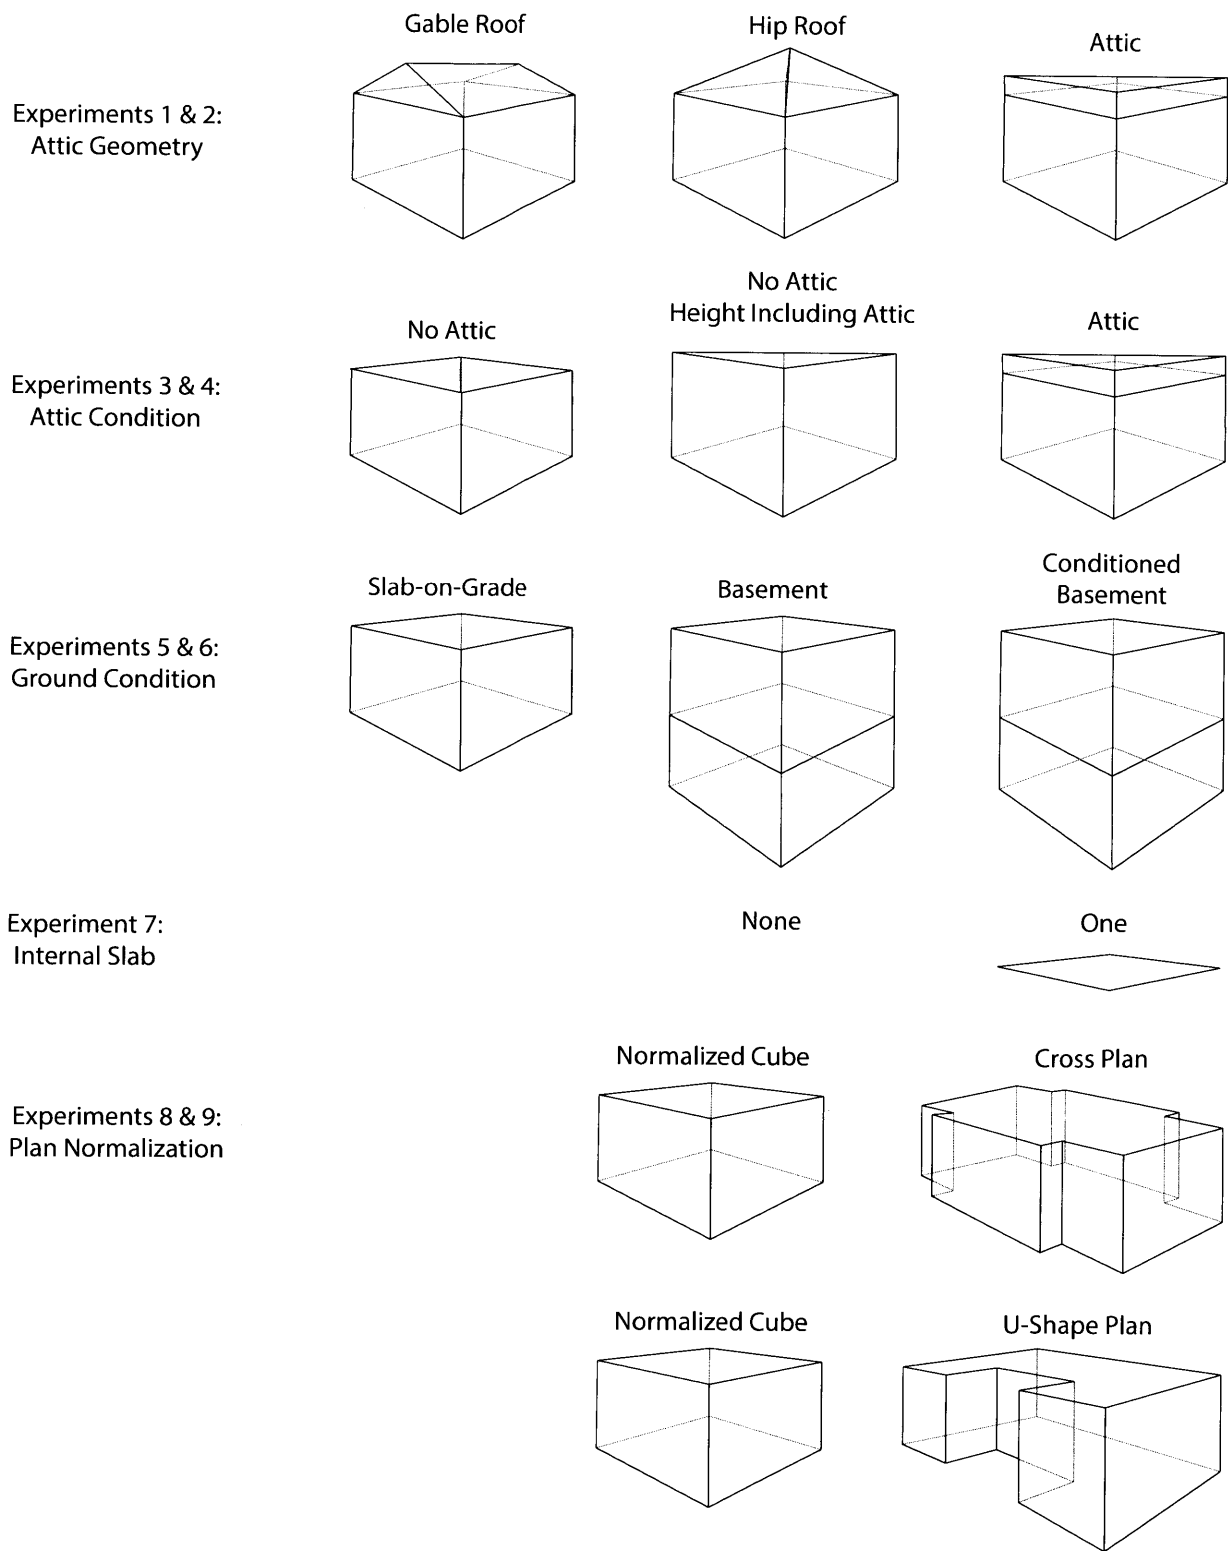 Gable Roof
Hip Roof
Attic
Experiments 1 & 2:
Attic Geometry
No Attic
No Attic
Height Including Attic
Attic
Experiments 3 & 4:
Attic Condition
Slab-on-Grade
Basement
Conditioned
Basement
Experiments 5 & 6:
Ground Condition
Experiment 7:
Internal Slab
None
One
Normalized Cube
Cross Plan
Experiments 8 & 9:
Plan Normalization
Normalized Cube
U-Shape Plan